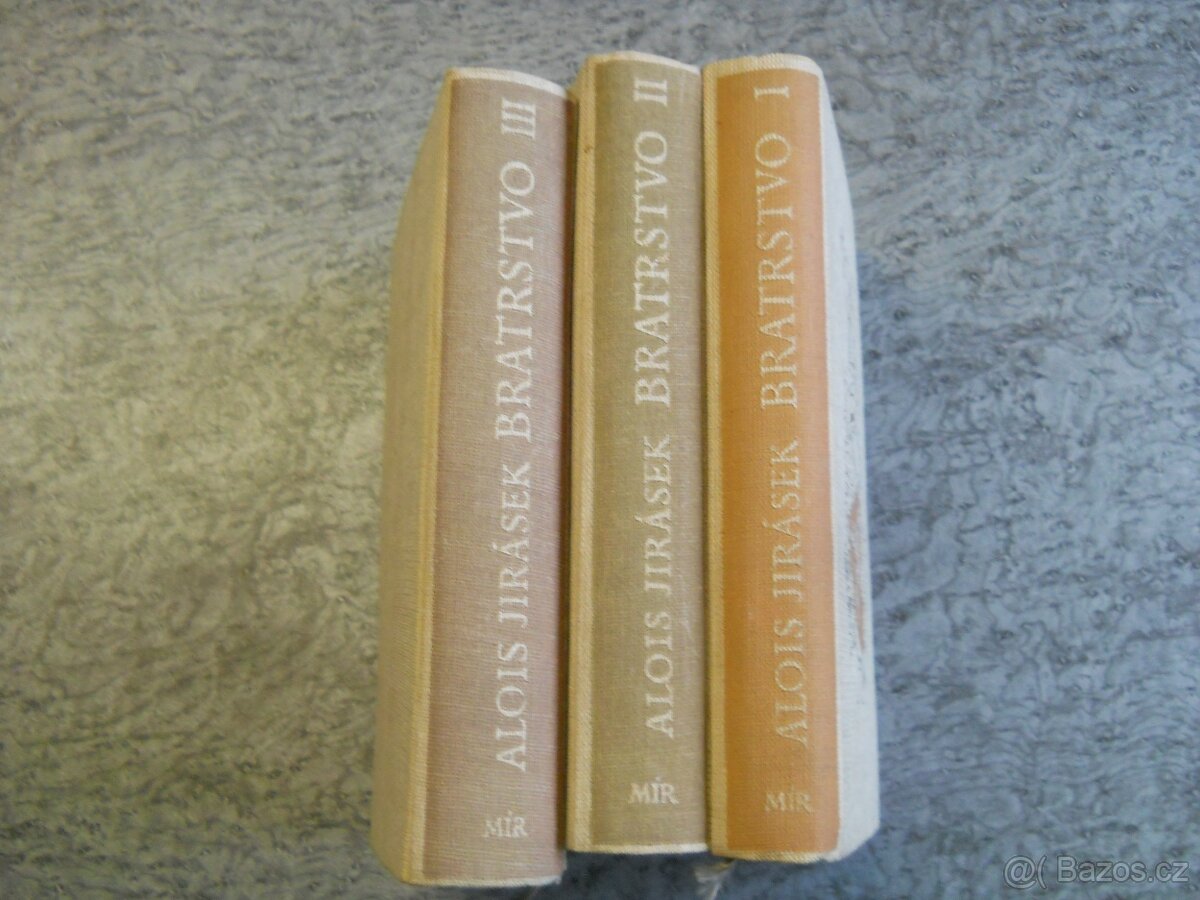 ALOIS JIRÁSEK BRATRSTVO III
MÍR
ALOIS JIRÁSEK BRATRSTVO II
MÍR
ALOIS JIRÁSEK BRATRSTVO I
MÍR
© Bazos.cz